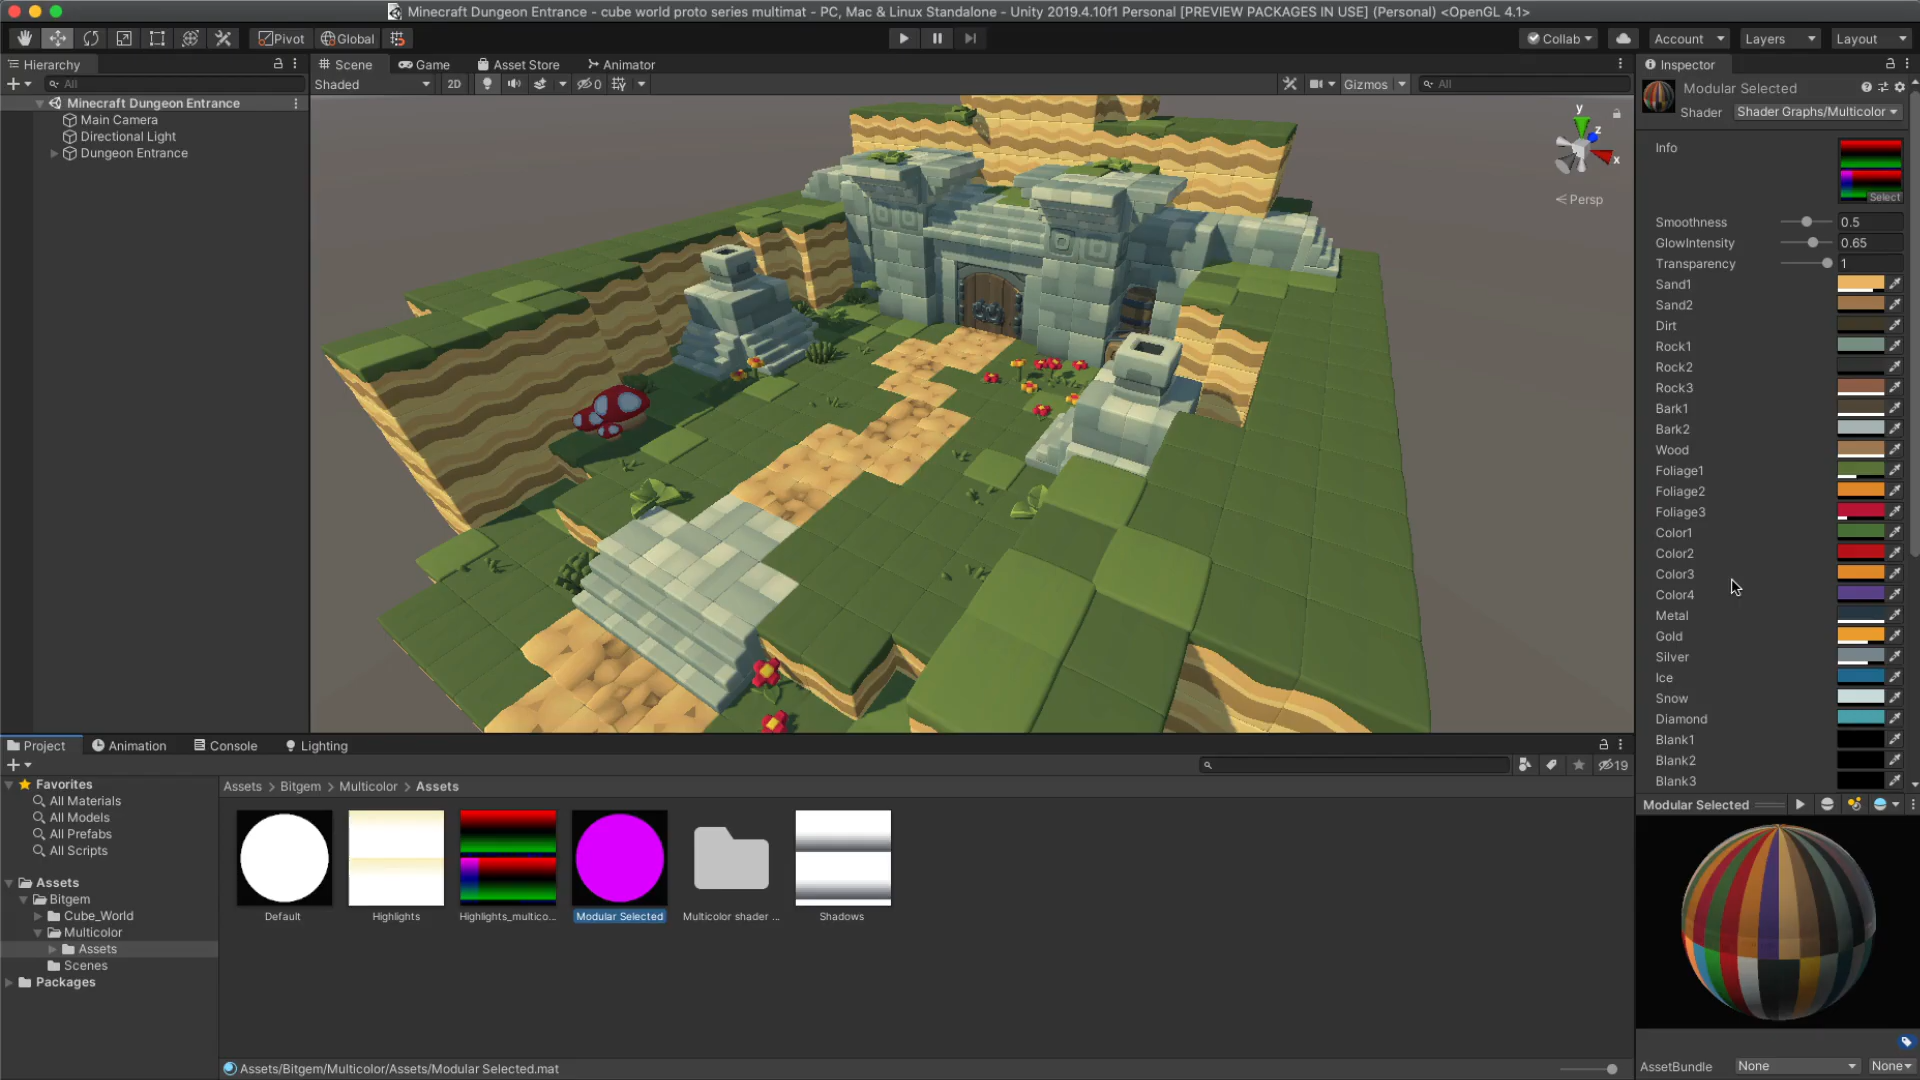 Minecraft Dungeon Entrance - cube world proto series multimat - PC, Mac & Linux Standalone - Unity 2019.4.10f1 Personal [PREVIEW PACKAGES IN USE] (Personal) <OpenGL 4.1>
Pivot
Global
Collab
Account
Layers
Layout
Hierarchy
All
Minecraft Dungeon Entrance
Main Camera
Directional Light
Dungeon Entrance
Scene
Game
Asset Store
Animator
Shaded
2D
0
Gizmos
All
y
z
x
Persp
Inspector
Modular Selected
Shader
Shader Graphs/Multicolor
Info
Select
Smoothness 0.5
GlowIntensity 0.65
Transparency 1
Sand1
Sand2
Dirt
Rock1
Rock2
Rock3
Bark1
Bark2
Wood
Foliage1
Foliage2
Foliage3
Color1
Color2
Color3
Color4
Metal
Gold
Silver
Ice
Snow
Diamond
Blank1
Blank2
Blank3
Modular Selected
AssetBundle None None
Project
Animation
Console
Lighting
19
Favorites
All Materials
All Models
All Prefabs
All Scripts
Assets
Bitgem
Cube_World
Multicolor
Assets
Scenes
Packages
Assets > Bitgem > Multicolor > Assets
Default
Highlights
Highlights_multico...
Modular Selected
Multicolor shader ...
Shadows
Assets/Bitgem/Multicolor/Assets/Modular Selected.mat